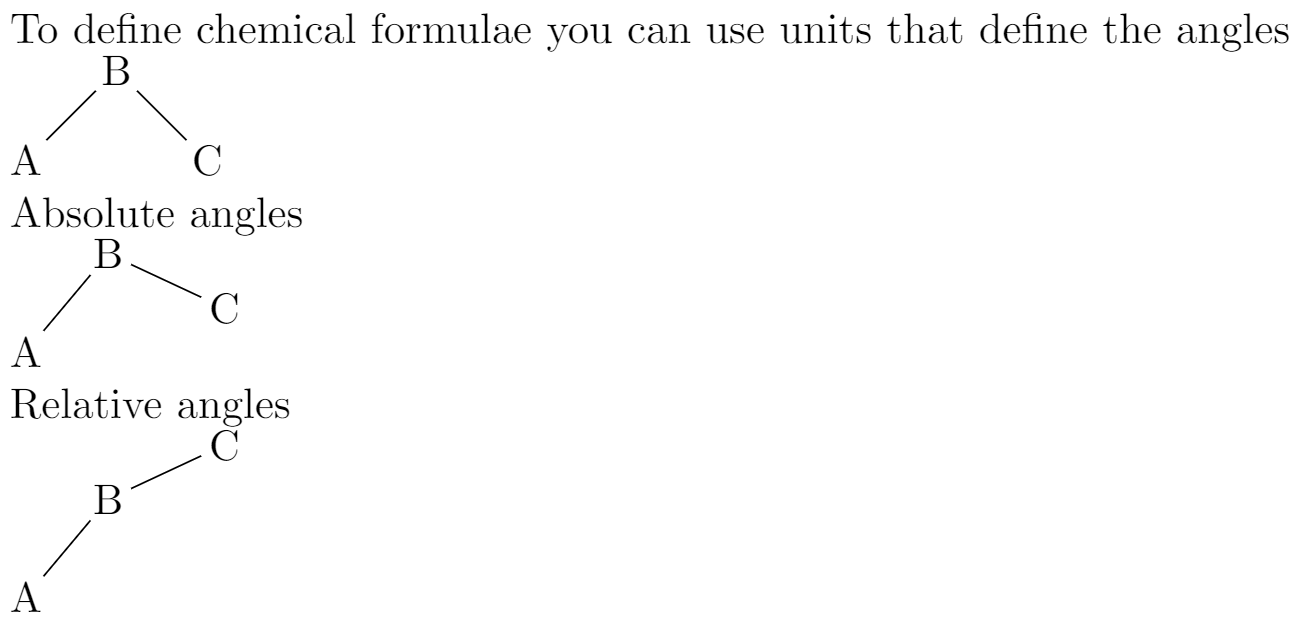 To define chemical formulae you can use units that define the angles
B
A C
Absolute angles
B
C
A
Relative angles
C
B
A